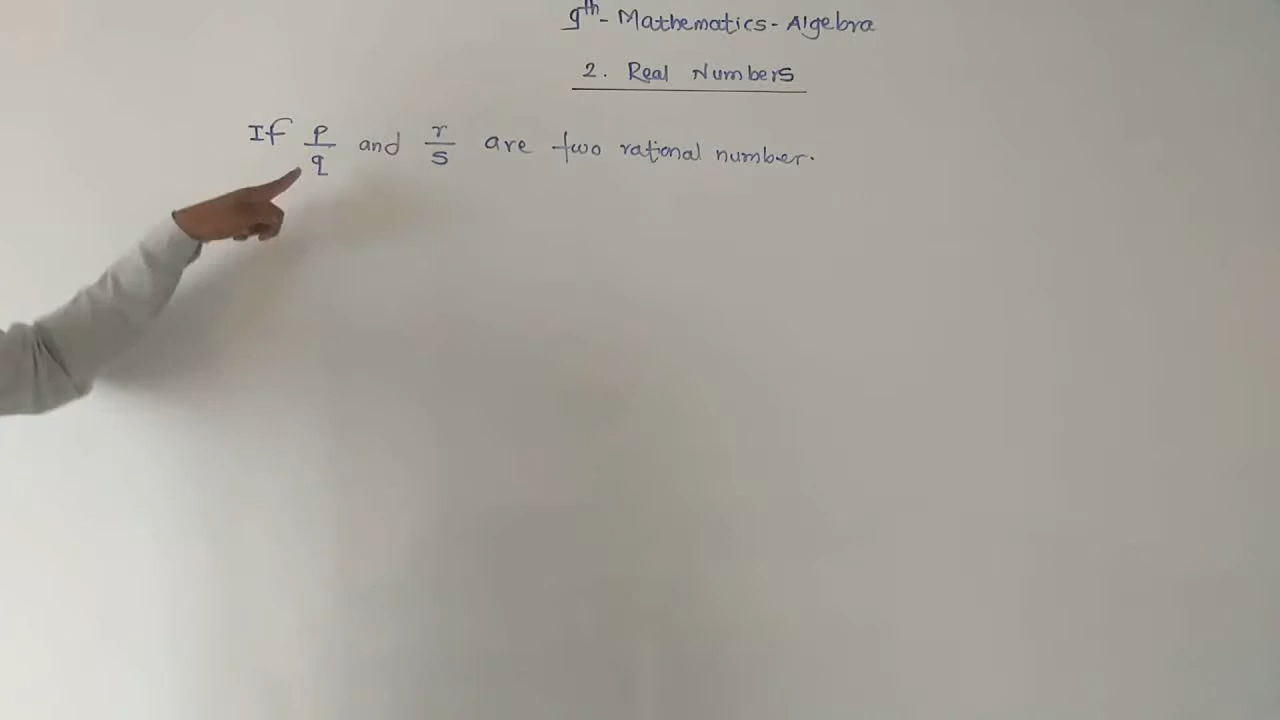 9th - Mathematics - Algebra
2. Real Numbers
If p/q and r/s are two rational number.